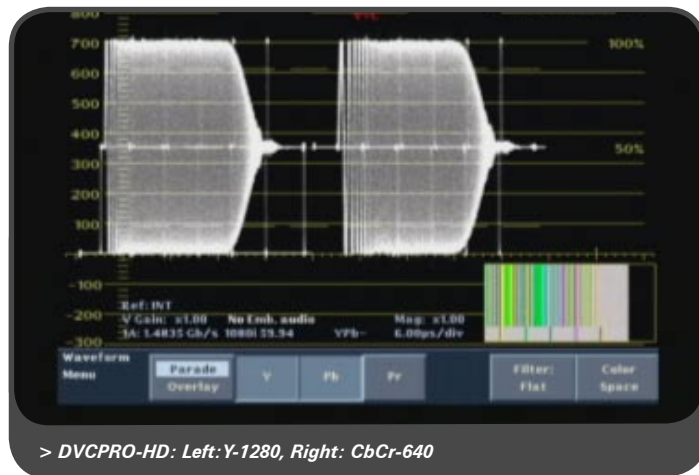 800
700
100%
600
500
400
300
50%
200
100
-100
Ref: INT
V Gain: x1.00 No Emb. audio Mag: x1.00
-200
1A: 1.4835 Gb/s 1080i 59.94 YPb- 6.00µs/div
-300
Waveform
Menu
Parade
Overlay
Y
Pb
Pr
Filter:
Flat
Color
Space
> DVCPRO-HD: Left:Y-1280, Right: CbCr-640